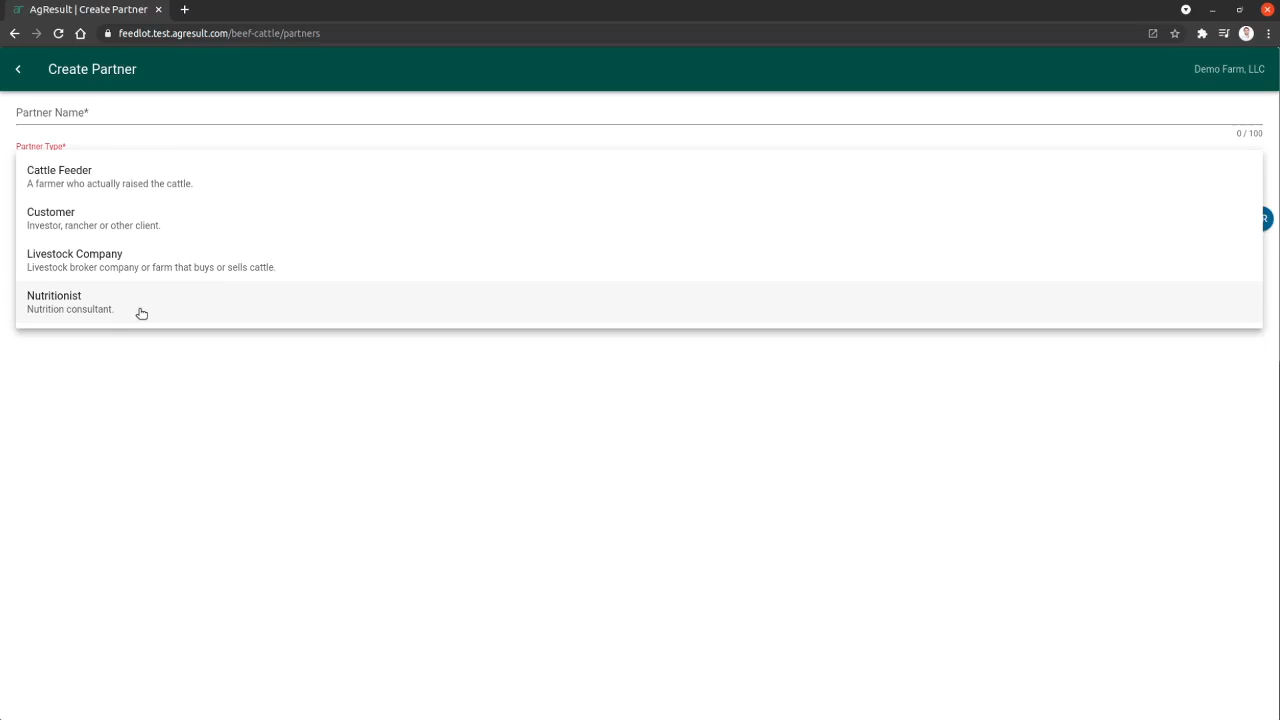 AgResult | Create Partner
feedlot.test.agresult.com/beef-cattle/partners
Create Partner
Demo Farm, LLC
Partner Name*
0 / 100
Partner Type*
Cattle Feeder
A farmer who actually raised the cattle.
Customer
Investor, rancher or other client.
R
Livestock Company
Livestock broker company or farm that buys or sells cattle.
Nutritionist
Nutrition consultant.